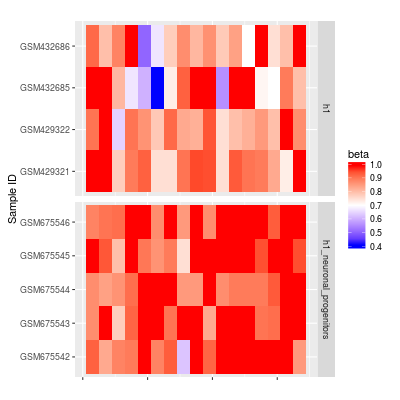 GSM432686
GSM432685
GSM429322
GSM429321
h1
GSM675546
GSM675545
GSM675544
GSM675543
GSM675542
h1_neuronal_progenitors
Sample ID
beta
1.0
0.9
0.8
0.7
0.6
0.5
0.4